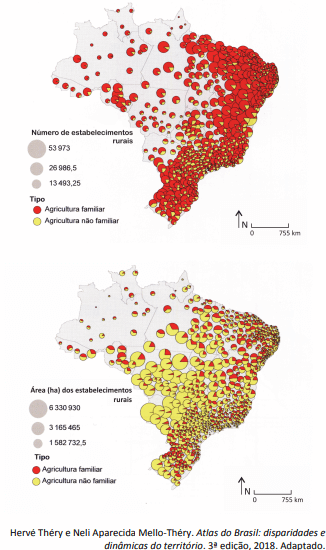 Número de estabelecimentos
rurais
53 973
26 986,5
13 493,25
Tipo
Agricultura familiar
Agricultura não familiar
N
0 755 km
Área (ha) dos estabelecimentos
rurais
6 330 930
3 165 465
1 582 732,5
Tipo
Agricultura familiar
Agricultura não familiar
N
0 755 km
Hervé Théry e Neli Aparecida Mello-Théry. Atlas do Brasil: disparidades e
dinâmicas do território. 3ª edição, 2018. Adaptado.